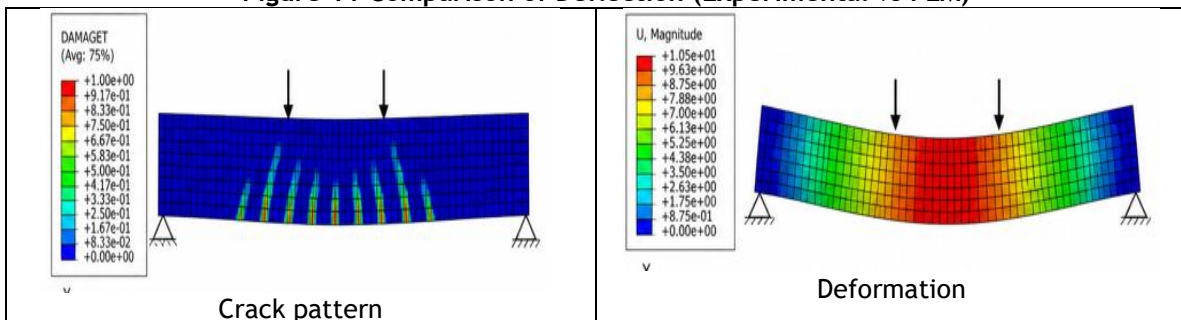 Figure 11 Comparison of Deflection (Experimental vs FEM)
DAMAGET
(Avg: 75%)
+1.00e+00
+9.17e-01
+8.33e-01
+7.50e-01
+6.67e-01
+5.83e-01
+5.00e-01
+4.17e-01
+3.33e-01
+2.50e-01
+1.67e-01
+8.33e-02
+0.00e+00
Crack pattern
U, Magnitude
+1.05e+01
+9.63e+00
+8.75e+00
+7.88e+00
+7.00e+00
+6.13e+00
+5.25e+00
+4.38e+00
+3.50e+00
+2.63e+00
+1.75e+00
+8.75e-01
+0.00e+00
Deformation